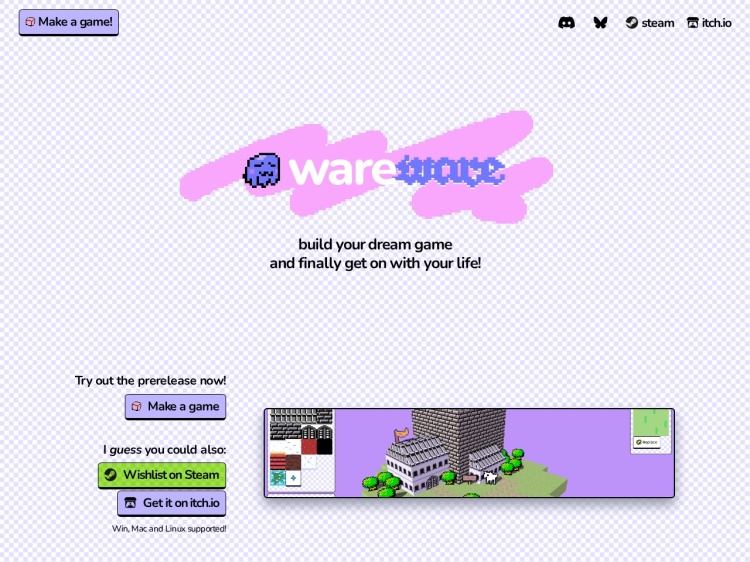 Make a game!
steam
itch.io
wareware
build your dream game
and finally get on with your life!
Try out the prerelease now!
Make a game
I guess you could also:
Wishlist on Steam
Get it on itch.io
Win, Mac and Linux supported!